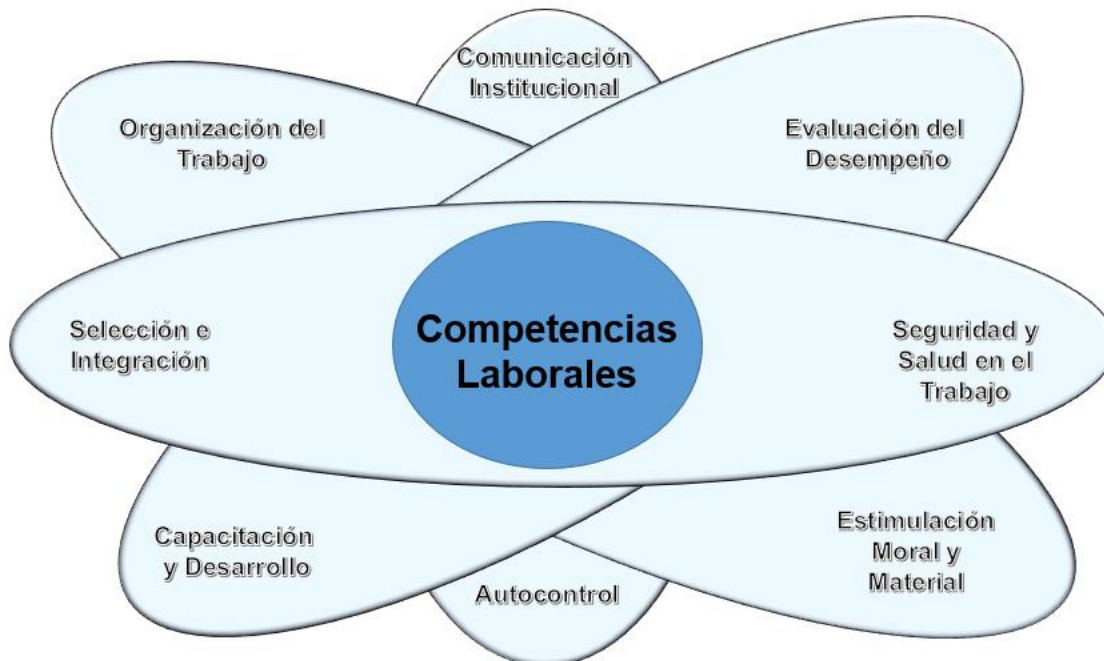 Comunicación
Institucional
Organización del
Trabajo
Evaluación del
Desempeño
Selección e
Integración
Competencias
Laborales
Seguridad y
Salud en el
Trabajo
Capacitación
y Desarrollo
Autocontrol
Estimulación
Moral y
Material